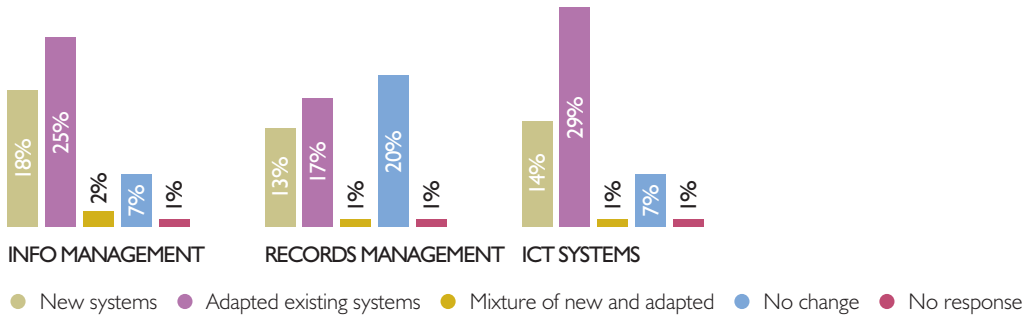 18%
25%
2%
7%
1%
13%
17%
1%
20%
1%
14%
29%
1%
7%
1%
INFO MANAGEMENT
RECORDS MANAGEMENT
ICT SYSTEMS
New systems
Adapted existing systems
Mixture of new and adapted
No change
No response